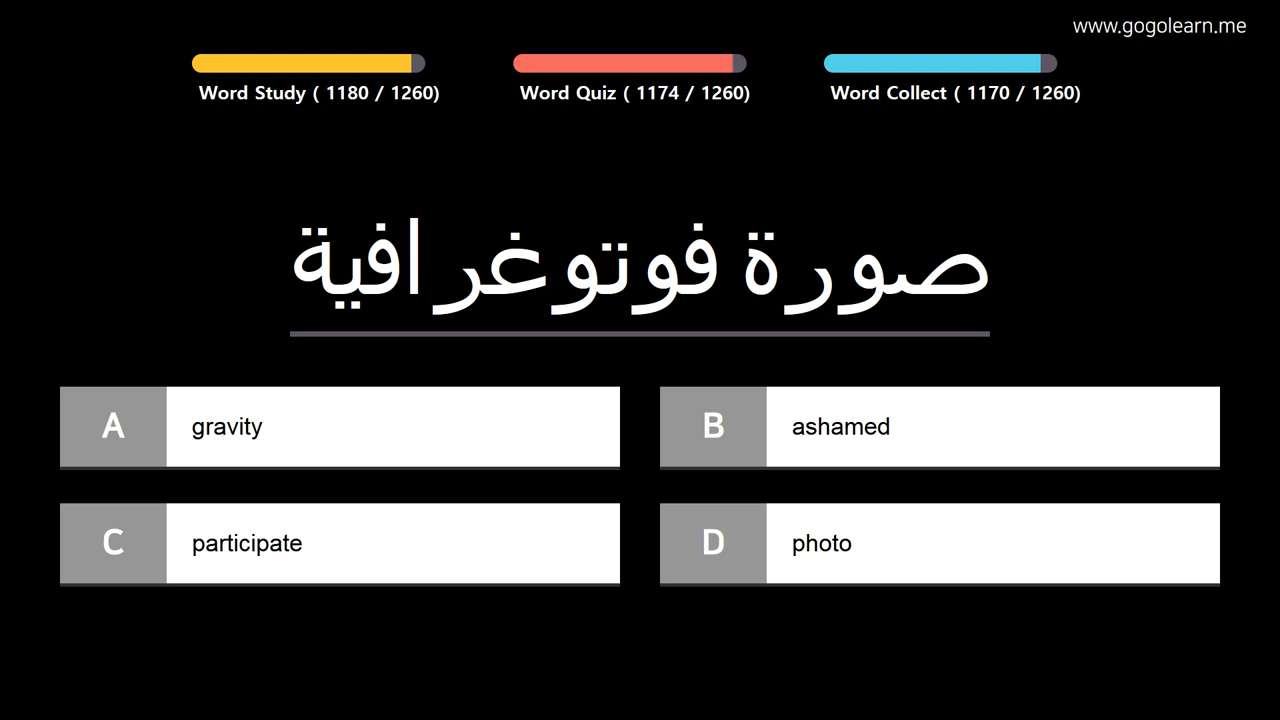 www.gogolearn.me
Word Study ( 1180 / 1260)
Word Quiz ( 1174 / 1260)
Word Collect ( 1170 / 1260)
صورة فوتوغرافية
A gravity
B ashamed
C participate
D photo